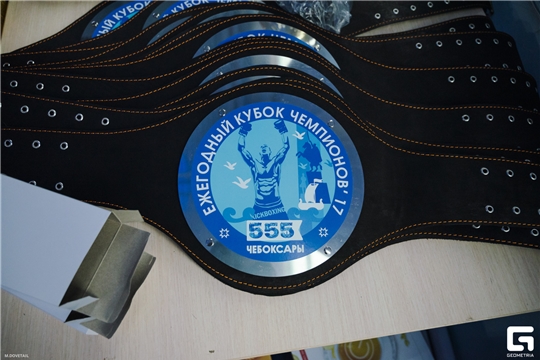 ЕЖЕГОДНЫЙ КУБОК ЧЕМПИОНОВ'17
KICKBOXING
555
ЧЕБОКСАРЫ
GEOMETRIA